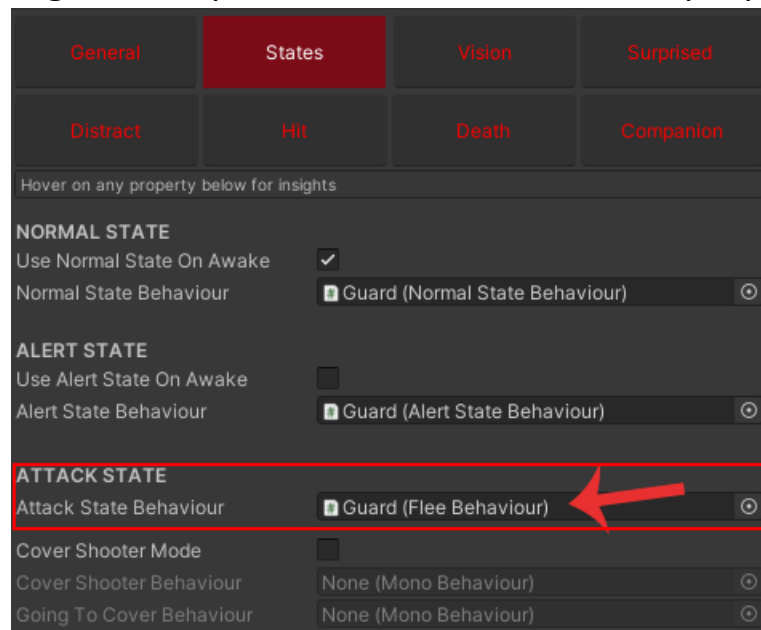 General States Vision Surprised
Distract Hit Death Companion
Hover on any property below for insights
NORMAL STATE
Use Normal State On Awake
Normal State Behaviour Guard (Normal State Behaviour)
ALERT STATE
Use Alert State On Awake
Alert State Behaviour Guard (Alert State Behaviour)
ATTACK STATE
Attack State Behaviour Guard (Flee Behaviour)
Cover Shooter Mode
Cover Shooter Behaviour None (Mono Behaviour)
Going To Cover Behaviour None (Mono Behaviour)